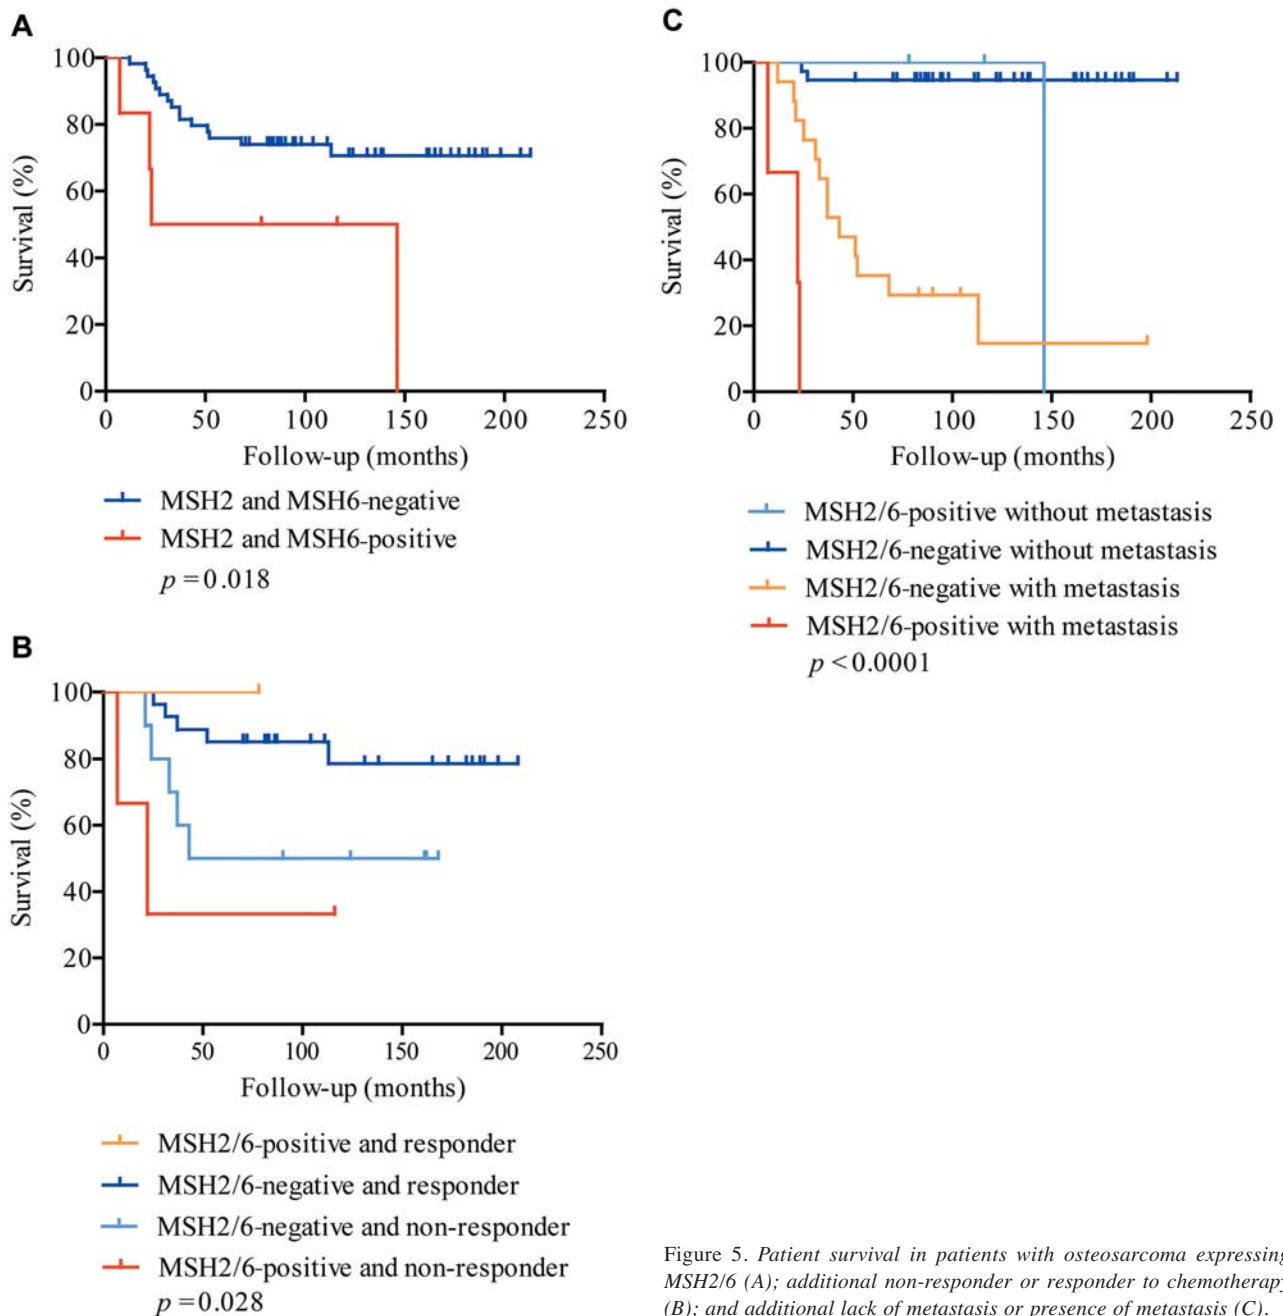 A
100
80
60
40
20
0
Survival (%)
0 50 100 150 200 250
Follow-up (months)
MSH2 and MSH6-negative
MSH2 and MSH6-positive
p = 0.018
B
100
80
60
40
20
0
Survival (%)
0 50 100 150 200 250
Follow-up (months)
MSH2/6-positive and responder
MSH2/6-negative and responder
MSH2/6-negative and non-responder
MSH2/6-positive and non-responder
p = 0.028
C
100
80
60
40
20
0
Survival (%)
0 50 100 150 200 250
Follow-up (months)
MSH2/6-positive without metastasis
MSH2/6-negative without metastasis
MSH2/6-negative with metastasis
MSH2/6-positive with metastasis
p < 0.0001
Figure 5. Patient survival in patients with osteosarcoma expressing
MSH2/6 (A); additional non-responder or responder to chemotherapy
(B); and additional lack of metastasis or presence of metastasis (C).